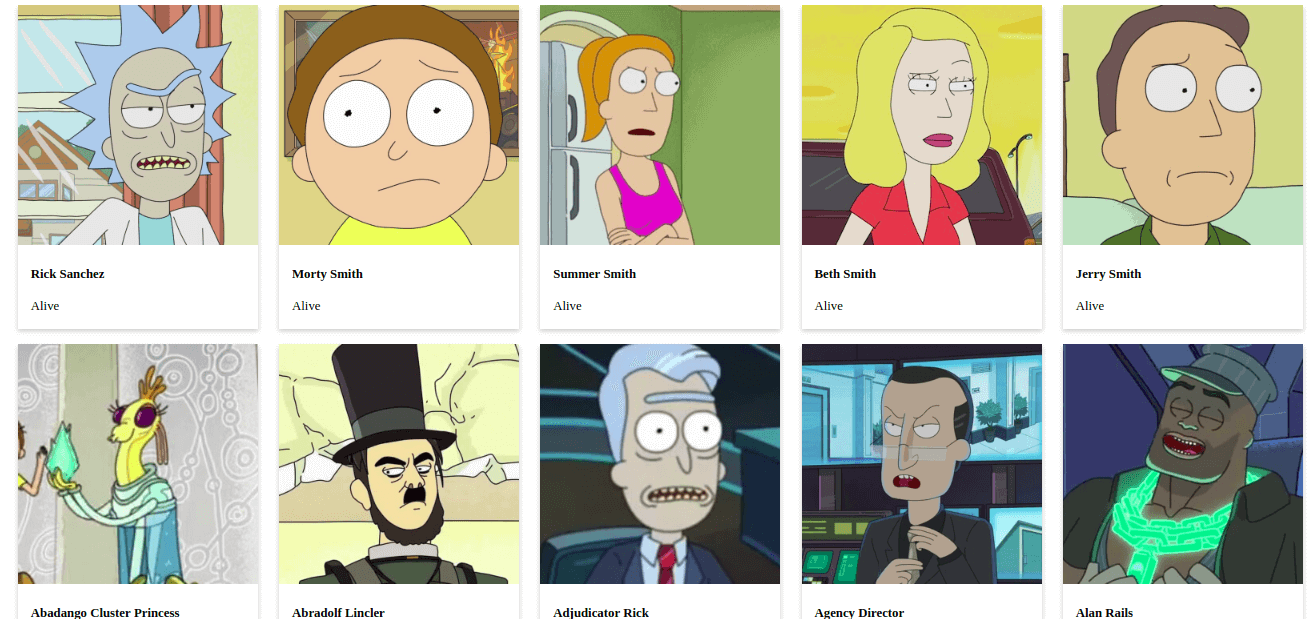 Rick Sanchez
Morty Smith
Summer Smith
Beth Smith
Jerry Smith
Alive
Alive
Alive
Alive
Alive
Abadango Cluster Princess
Abradolf Lincler
Adjudicator Rick
Agency Director
Alan Rails